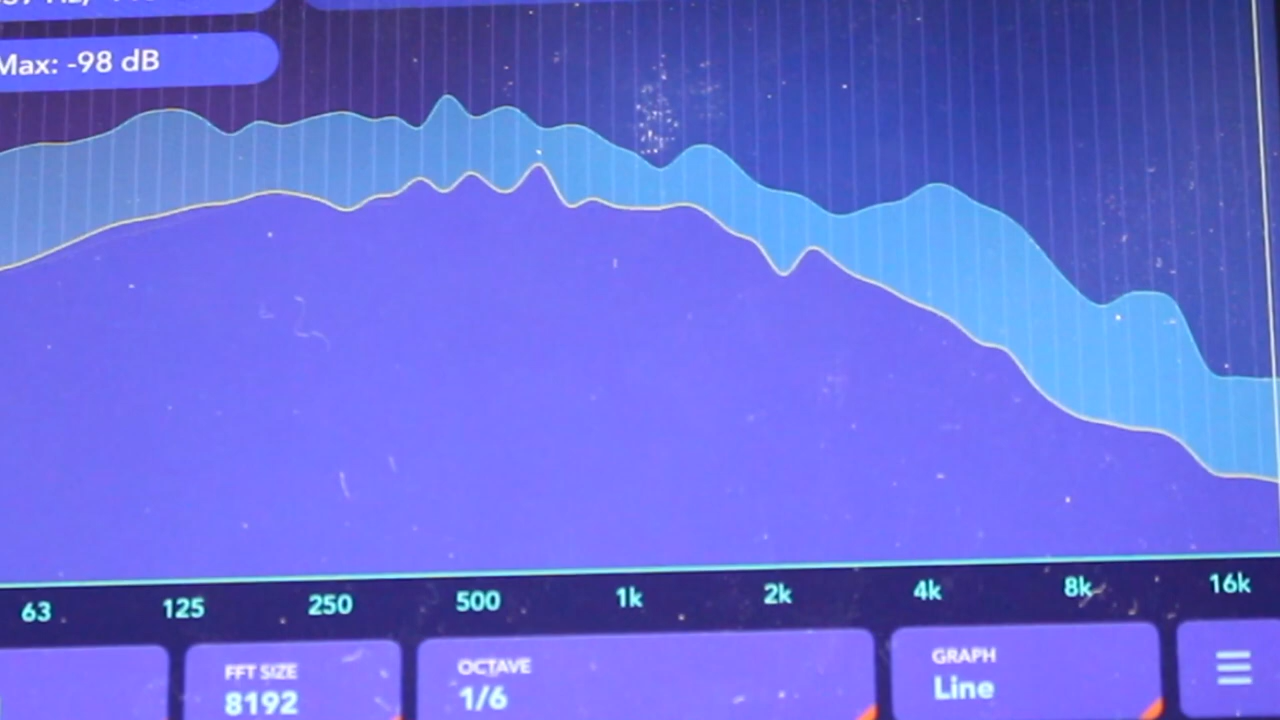 Max: -98 dB
63 125 250 500 1k 2k 4k 8k 16k
FFT SIZE OCTAVE GRAPH
8192 1/6 Line